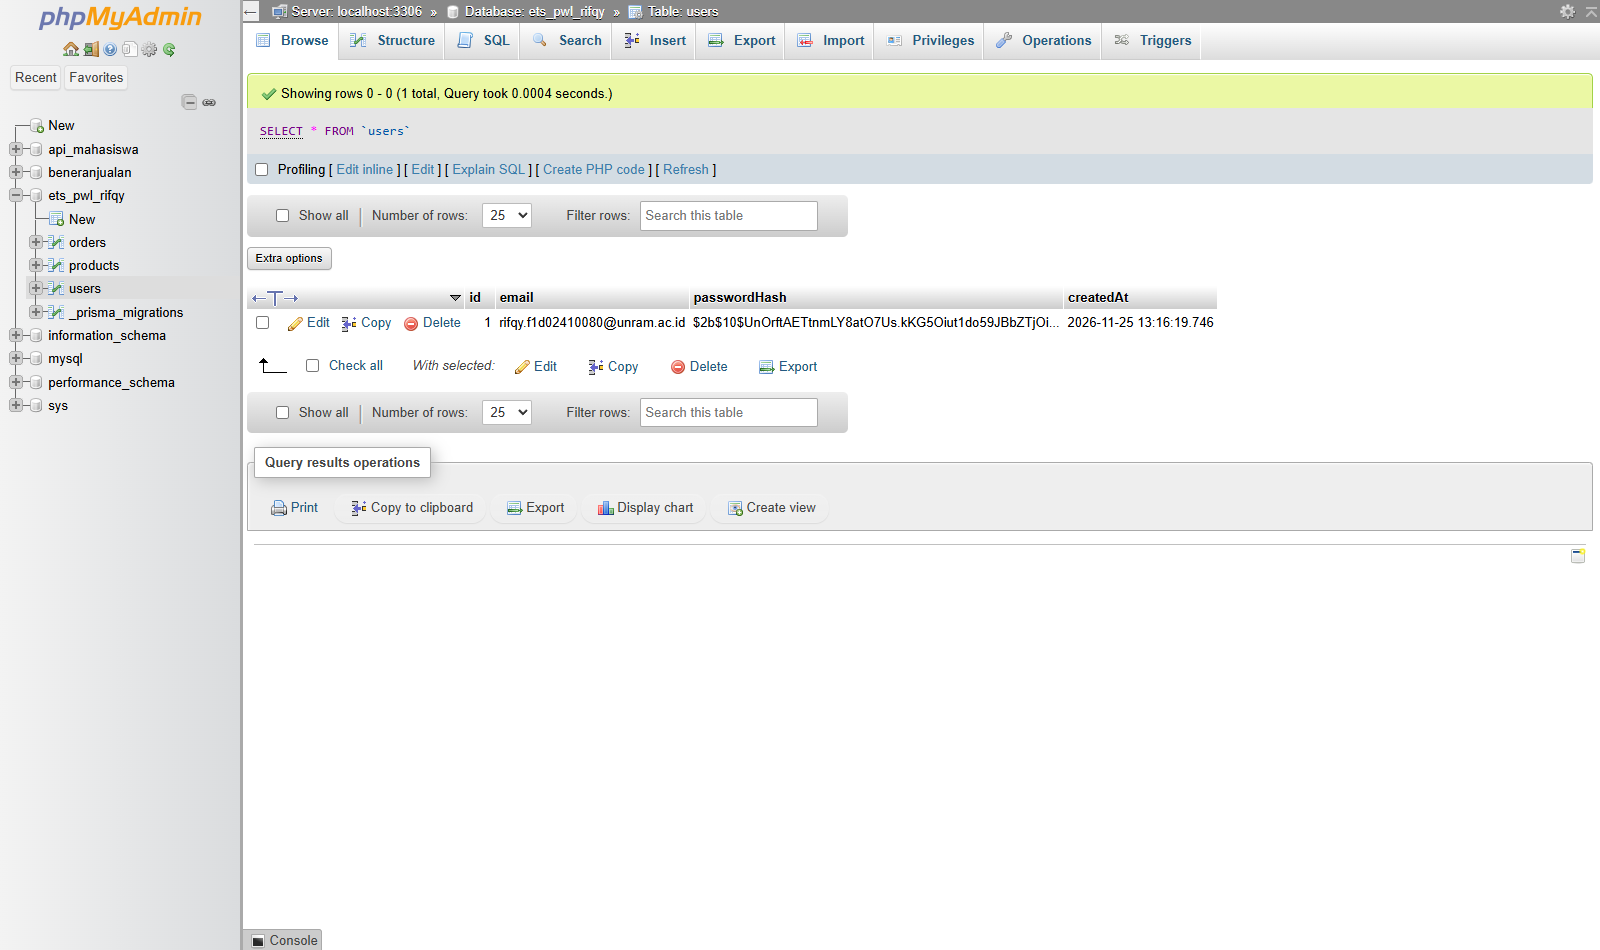 phpMyAdmin
Recent Favorites
New
api_mahasiswa
beneranjualan
ets_pwl_rifqy
New
orders
products
users
_prisma_migrations
information_schema
mysql
performance_schema
sys
Server: localhost:3306 » Database: ets_pwl_rifqy » Table: users
Browse Structure SQL Search Insert Export Import Privileges Operations Triggers
Showing rows 0 - 0 (1 total, Query took 0.0004 seconds.)
SELECT * FROM `users`
Profiling [ Edit inline ] [ Edit ] [ Explain SQL ] [ Create PHP code ] [ Refresh ]
Show all Number of rows: 25 Filter rows: Search this table
Extra options
id email passwordHash createdAt
Edit Copy Delete 1 rifqy.f1d02410080@unram.ac.id $2b$10$UnOrftAETtnmLY8atO7Us.kKG5Oiut1do59JBbZTjOi... 2026-11-25 13:16:19.746
Check all With selected: Edit Copy Delete Export
Show all Number of rows: 25 Filter rows: Search this table
Query results operations
Print Copy to clipboard Export Display chart Create view
Console